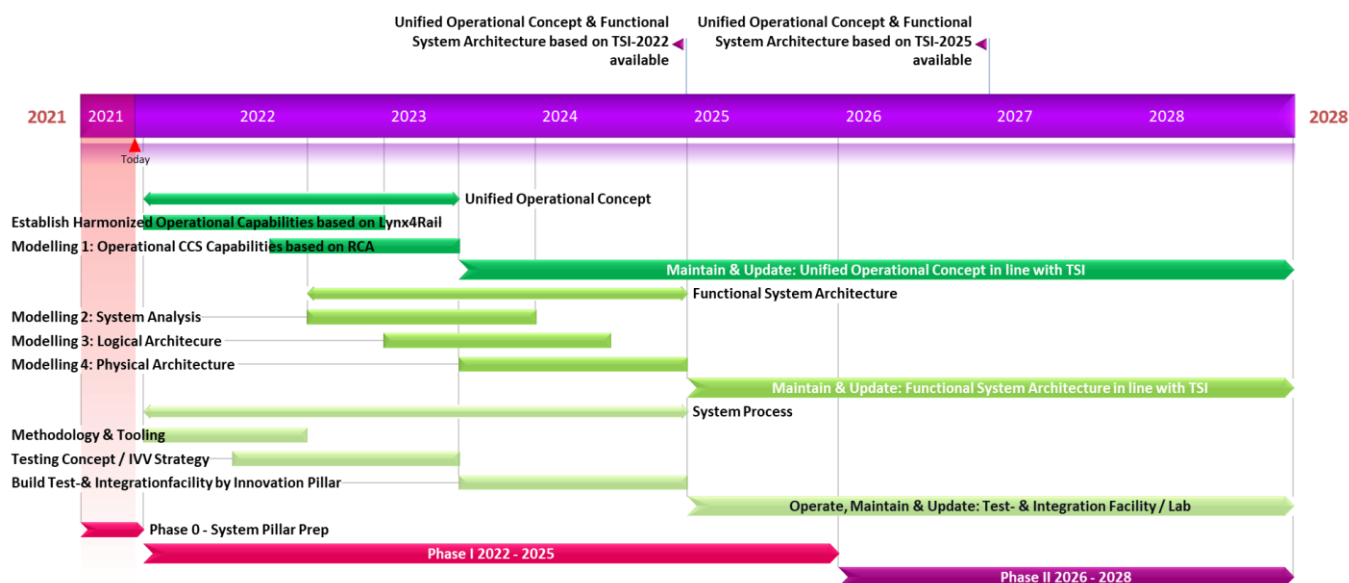 Unified Operational Concept & Functional
System Architecture based on TSI-2022
available
Unified Operational Concept & Functional
System Architecture based on TSI-2025
available
2021 2021 2022 2023 2024 2025 2026 2027 2028 2028
Today
Unified Operational Concept
Establish Harmonized Operational Capabilities based on Lynx4Rail
Modelling 1: Operational CCS Capabilities based on RCA
Maintain & Update: Unified Operational Concept in line with TSI
Functional System Architecture
Modelling 2: System Analysis
Modelling 3: Logical Architecure
Modelling 4: Physical Architecture
Maintain & Update: Functional System Architecture in line with TSI
System Process
Methodology & Tooling
Testing Concept / IVV Strategy
Build Test-& Integrationfacility by Innovation Pillar
Operate, Maintain & Update: Test- & Integration Facility / Lab
Phase 0 - System Pillar Prep
Phase I 2022 - 2025
Phase II 2026 - 2028